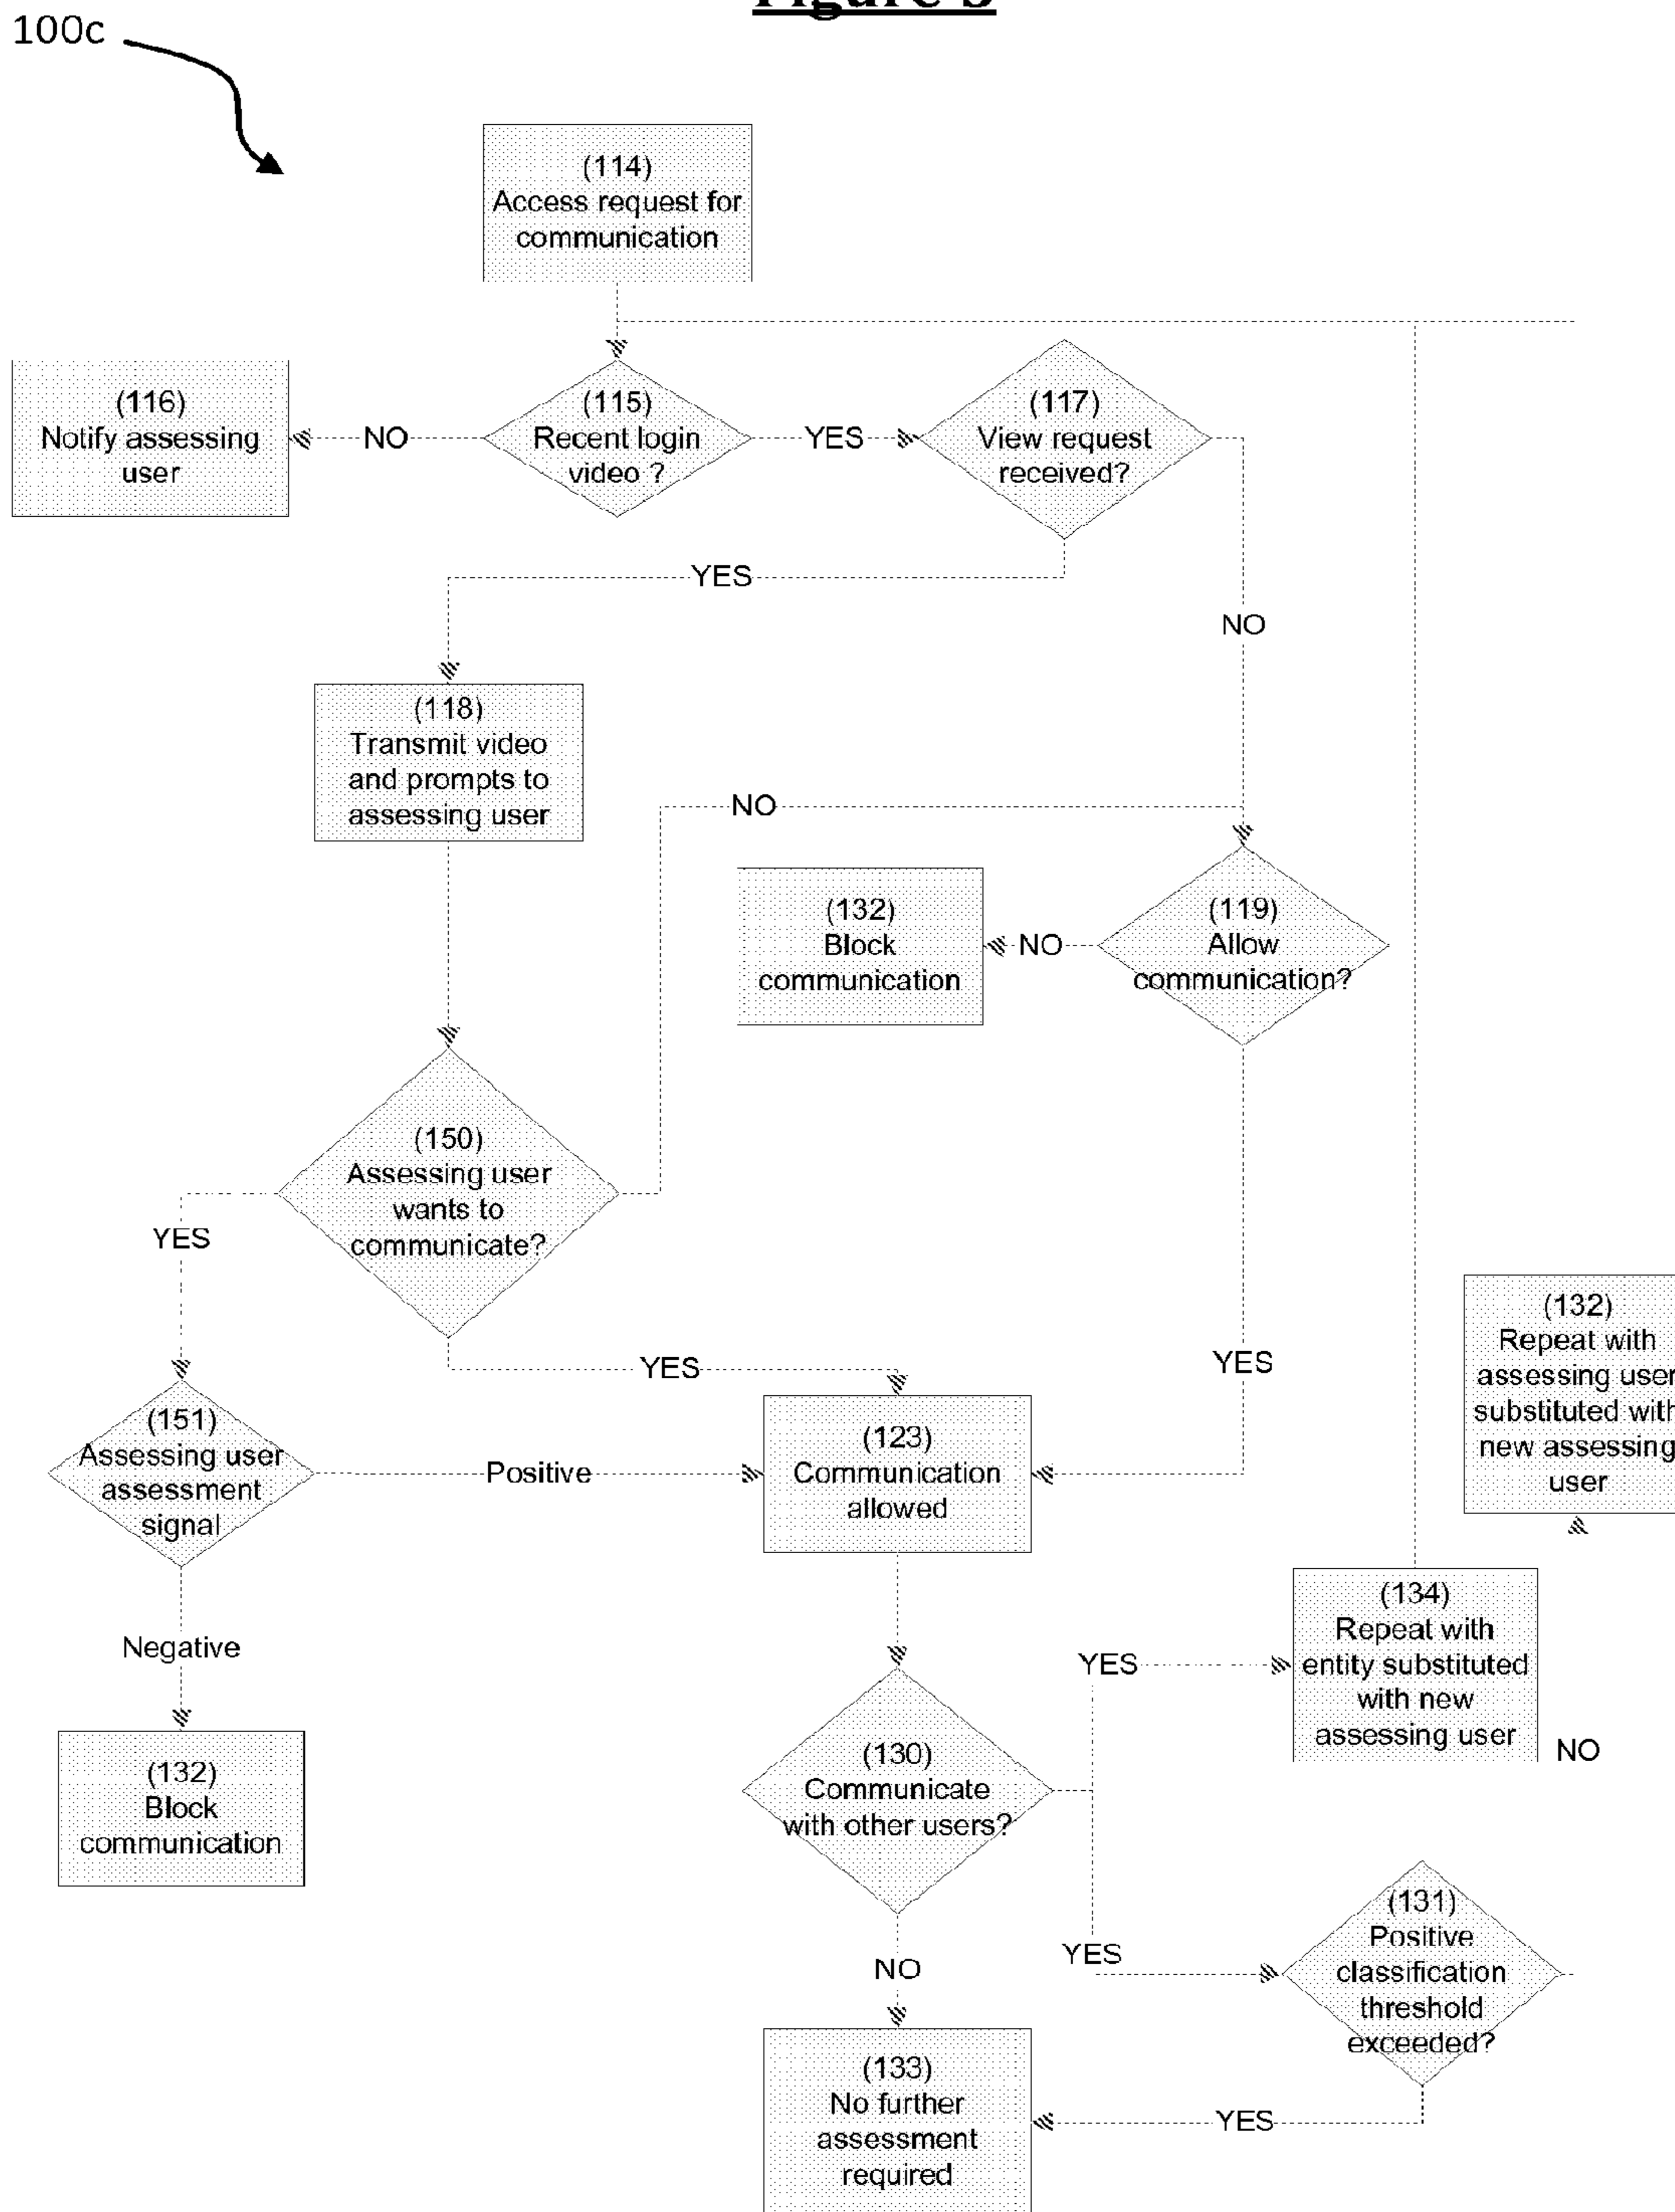 100c
(114)
Access request for
communication
(116)
Notify assessing
user
NO
(115)
Recent login
video ?
YES
(117)
View request
received?
YES
NO
(118)
Transmit video
and prompts to
assessing user
NO
(132)
Block
communication
NO
(119)
Allow
communication?
(150)
Assessing user
wants to
communicate?
YES
YES
YES
(132)
Repeat with
assessing user
substituted with
new assessing
user
(151)
Assessing user
assessment
signal
Positive
(123)
Communication
allowed
Negative
(132)
Block
communication
(134)
Repeat with
entity substituted
with new
assessing user
YES
NO
(130)
Communicate
with other users?
YES
NO
(131)
Positive
classification
threshold
exceeded?
(133)
No further
assessment
required
YES